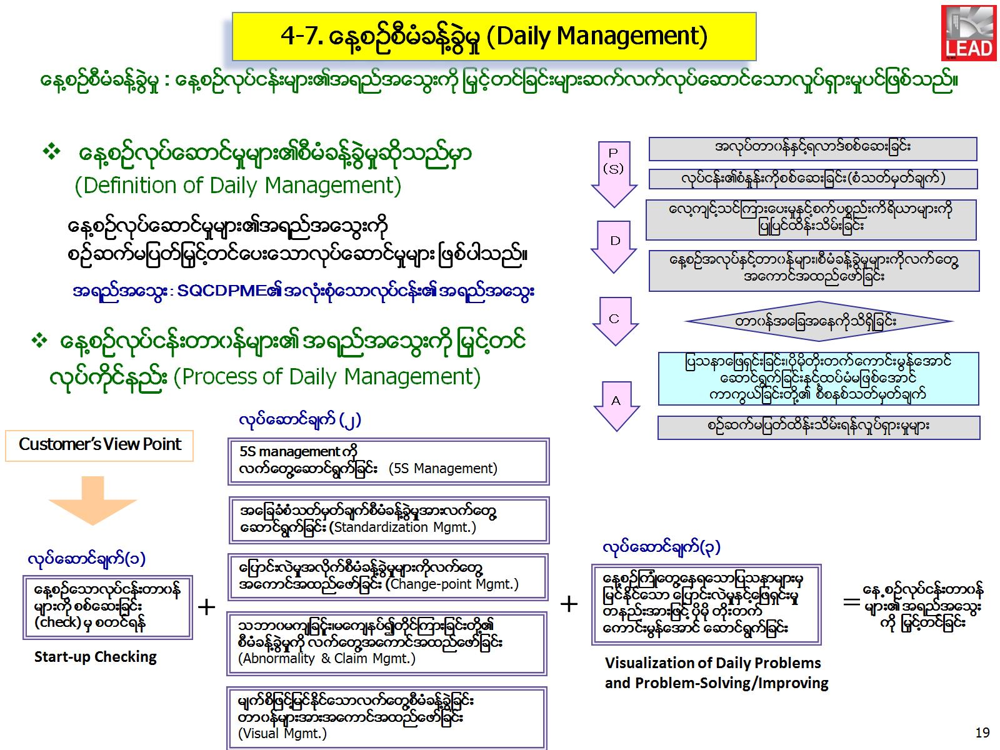 4-7. နေ့စဉ်စီမံခန့်ခွဲမှု (Daily Management)
LEAD
နေ့စဉ်စီမံခန့်ခွဲမှု : နေ့စဉ်လုပ်ငန်းများ၏အရည်အသွေးကို မြှင့်တင်ခြင်းများဆက်လက်လုပ်ဆောင်သောလှုပ်ရှားမှုပင်ဖြစ်သည်။
❖ နေ့စဉ်လုပ်ဆောင်မှုများ၏စီမံခန့်ခွဲမှုဆိုသည်မှာ
(Definition of Daily Management)
နေ့စဉ်လုပ်ဆောင်မှုများ၏အရည်အသွေးကို
စဉ်ဆက်မပြတ်မြှင့်တင်ပေးသောလုပ်ဆောင်မှုများ ဖြစ်ပါသည်။
အရည်အသွေး : SQCDPME၏ အလုံးစုံသောလုပ်ငန်း၏ အရည်အသွေး
❖ နေ့စဉ်လုပ်ငန်းတာဝန်များ၏ အရည်အသွေးကို မြှင့်တင်
လုပ်ကိုင်နည်း (Process of Daily Management)
P
(S)
D
C
A
အလုပ်တာဝန်နှင့်ရလာဒ်စစ်ဆေးခြင်း
လုပ်ငန်း၏စံနှုန်းကိုစစ်ဆေးခြင်း(စံသတ်မှတ်ချက်)
လေ့ကျင့်သင်ကြားပေးမှုနှင့်စက်ပစ္စည်းကိရိယာများကို
ပြုပြင်ထိန်းသိမ်းခြင်း
နေ့စဉ်အလုပ်နှင့်တာဝန်များ၊စီမံခန့်ခွဲမှုများကိုလက်တွေ့
အကောင်အထည်ဖော်ခြင်း
တာဝန်အခြေအနေကိုသိရှိခြင်း
ပြသနာဖြေရှင်းခြင်း၊ပိုမိုတိုးတက်ကောင်းမွန်အောင်
ဆောင်ရွက်ခြင်းနှင့်ထပ်မံမဖြစ်အောင်
ကာကွယ်ခြင်းတို့၏ စီစနစ်သတ်မှတ်ချက်
စဉ်ဆက်မပြတ်ထိန်းသိမ်းရန်လှုပ်ရှားမှုများ
Customer's View Point
လုပ်ဆောင်ချက်(၁)
နေ့စဉ်သောလုပ်ငန်းတာဝန်
များကို စစ်ဆေးခြင်း
(check) မှ စတင်ရန်
Start-up Checking
+
လုပ်ဆောင်ချက် (၂)
5S management ကို
လက်တွေ့ဆောင်ရွက်ခြင်း (5S Management)
အခြေခံစံသတ်မှတ်ချက်စီမံခန့်ခွဲမှုအားလက်တွေ့
ဆောင်ရွက်ခြင်း (Standardization Mgmt.)
ပြောင်းလဲမှုအလိုက်စီမံခန့်ခွဲမှုများကိုလက်တွေ့
အကောင်အထည်ဖော်ခြင်း (Change-point Mgmt.)
သဘာဝမကျခြင်း၊မကျေနပ်၍တိုင်ကြားခြင်းတို့၏
စီမံခန့်ခွဲမှုကို လက်တွေ့အကောင်အထည်ဖော်ခြင်း
(Abnormality & Claim Mgmt.)
မျက်စိဖြင့်မြင်နိုင်သောလက်တွေ့စီမံခန့်ခွဲခြင်း
တာဝန်များအားအကောင်အထည်ဖော်ခြင်း
(Visual Mgmt.)
+
လုပ်ဆောင်ချက်(၃)
နေ့စဉ်ကြုံတွေ့နေရသောပြသနာများမှ
မြင်နိုင်သော ပြောင်းလဲမှုနှင့်ဖြေရှင်းမှု
တနည်းအားဖြင့် ပိုမို တိုးတက်
ကောင်းမွန်အောင် ဆောင်ရွက်ခြင်း
Visualization of Daily Problems
and Problem-Solving/Improving
=
နေ့ စဉ်လုပ်ငန်းတာဝန်
များ၏ အရည်အသွေး
ကို မြှင့်တင်ခြင်း
19